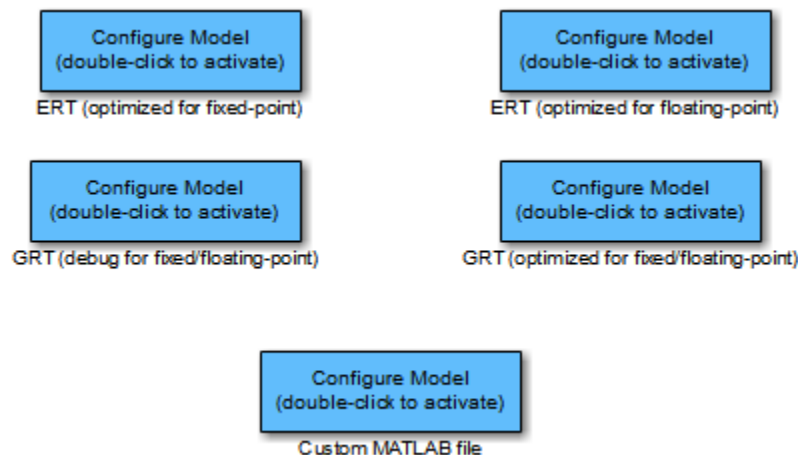 Configure Model
(double-click to activate)
ERT (optimized for fixed-point)
Configure Model
(double-click to activate)
ERT (optimized for floating-point)
Configure Model
(double-click to activate)
GRT (debug for fixed/floating-point)
Configure Model
(double-click to activate)
GRT (optimized for fixed/floating-point)
Configure Model
(double-click to activate)
Custom MATLAB file